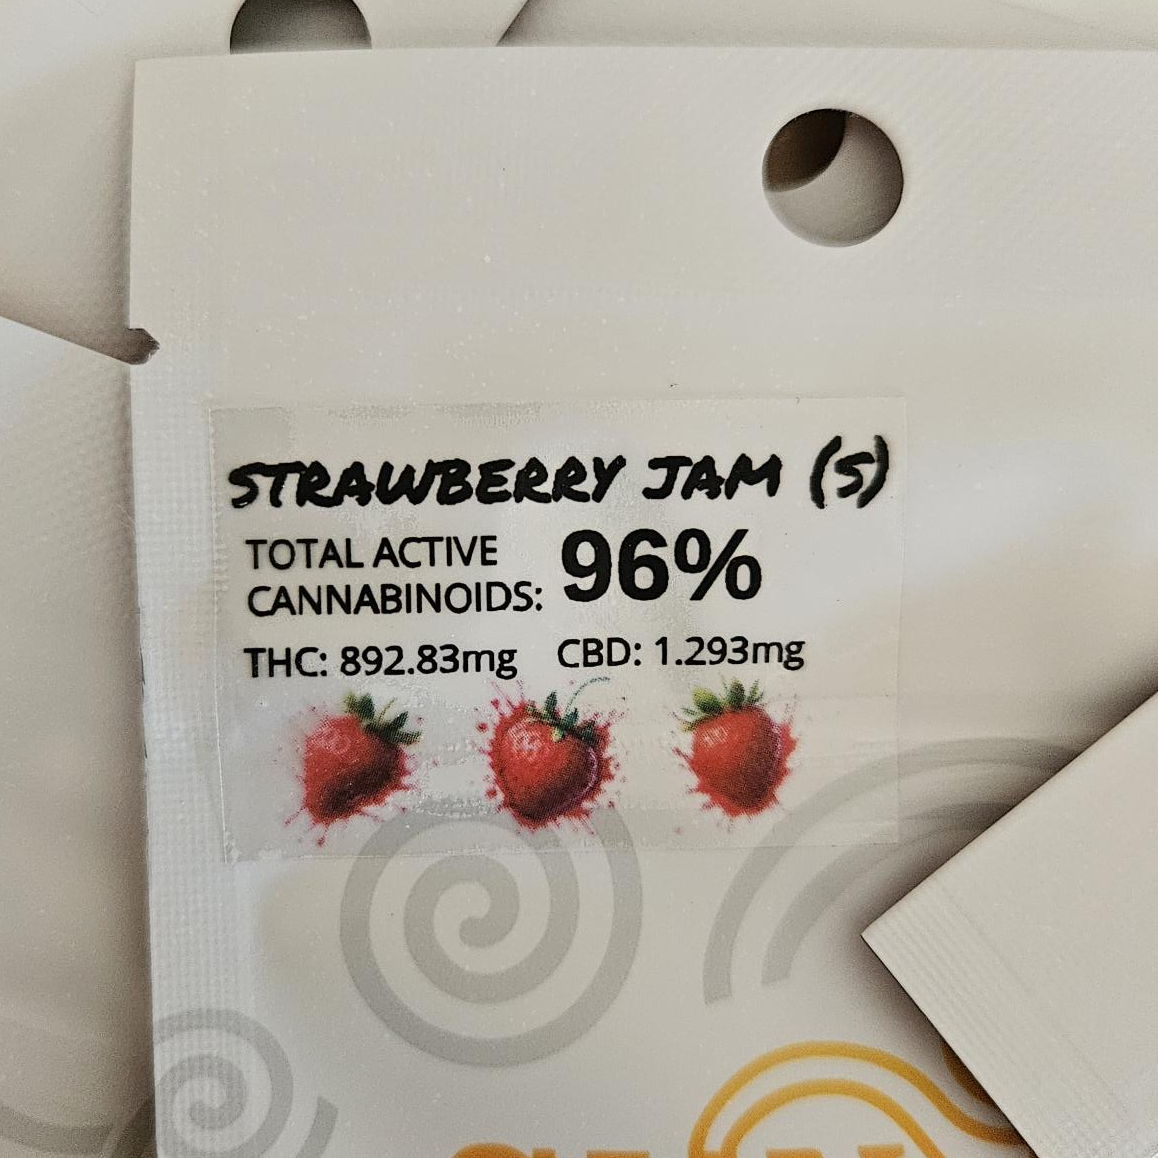 STRAWBERRY JAM (S)
TOTAL ACTIVE
CANNABINOIDS: 96%
THC: 892.83mg CBD: 1.293mg